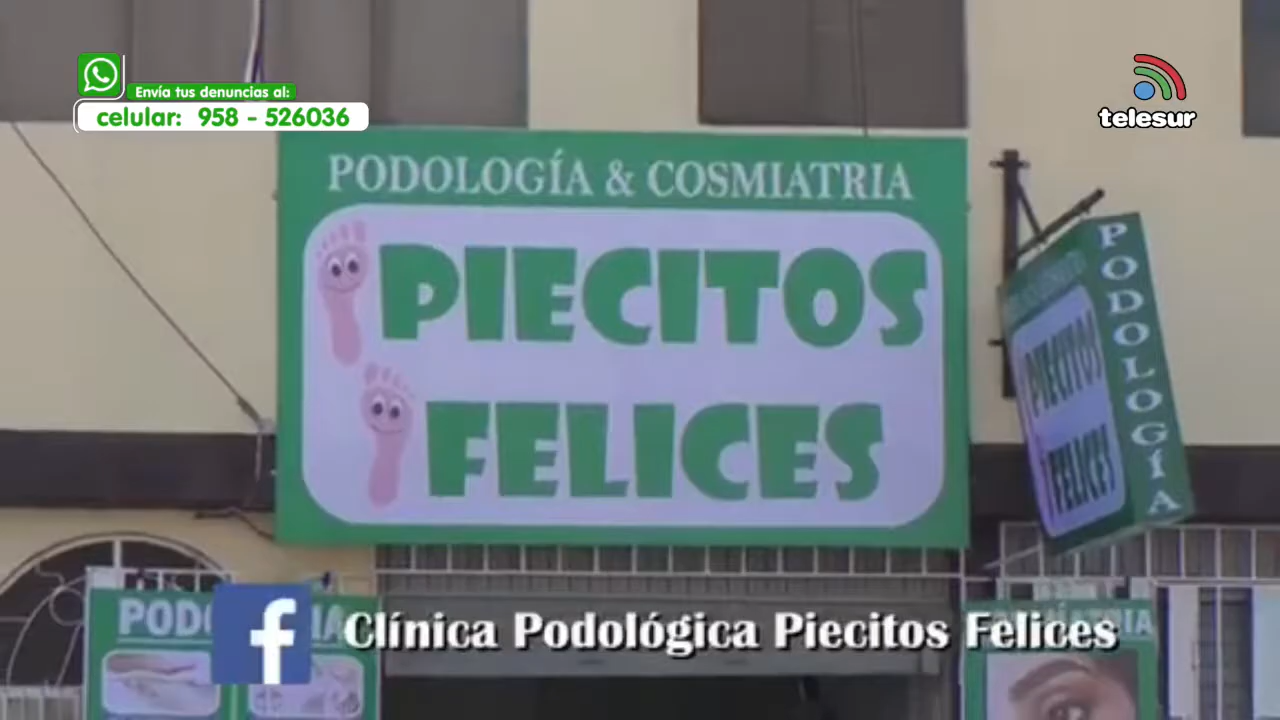 Envía tus denuncias al:
celular: 958 - 526036
telesur
PODOLOGÍA & COSMIATRIA
PIECITOS
FELICES
PODOLOGÍA
PIECITOS
FELICES
Clínica Podológica Piecitos Felices